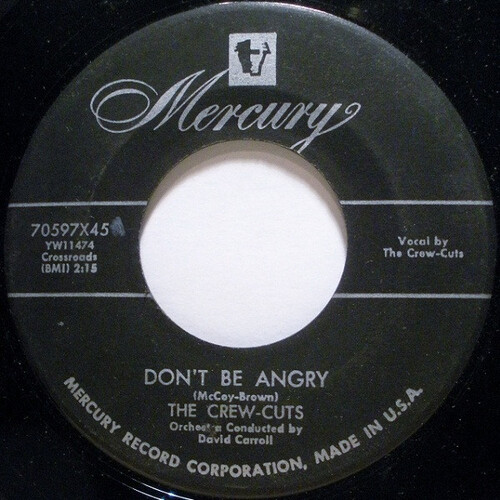 Mercury
70597X45
YW11474
Crossroads
(BMI) 2:15
Vocal by
The Crew-Cuts
DON'T BE ANGRY
(McCoy-Brown)
THE CREW-CUTS
Orchest a Conducted by
David Carroll
MERCURY RECORD CORPORATION, MADE IN U.S.A.